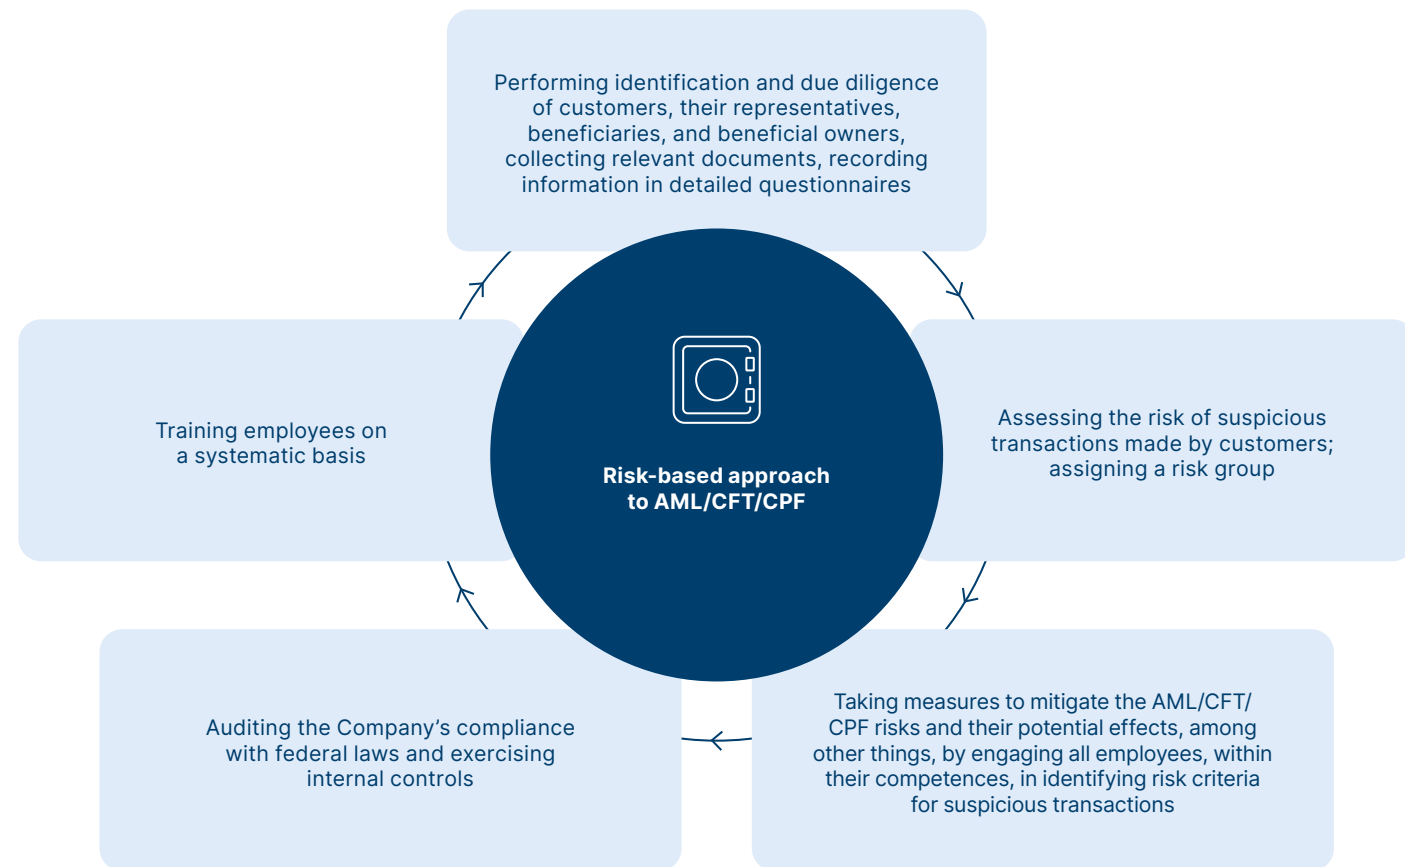 Performing identification and due diligence
of customers, their representatives,
beneficiaries, and beneficial owners,
collecting relevant documents, recording
information in detailed questionnaires
Training employees on
a systematic basis
Risk-based approach
to AML/CFT/CPF
Assessing the risk of suspicious
transactions made by customers;
assigning a risk group
Auditing the Company’s compliance
with federal laws and exercising
internal controls
Taking measures to mitigate the AML/CFT/
CPF risks and their potential effects, among
other things, by engaging all employees, within
their competences, in identifying risk criteria
for suspicious transactions